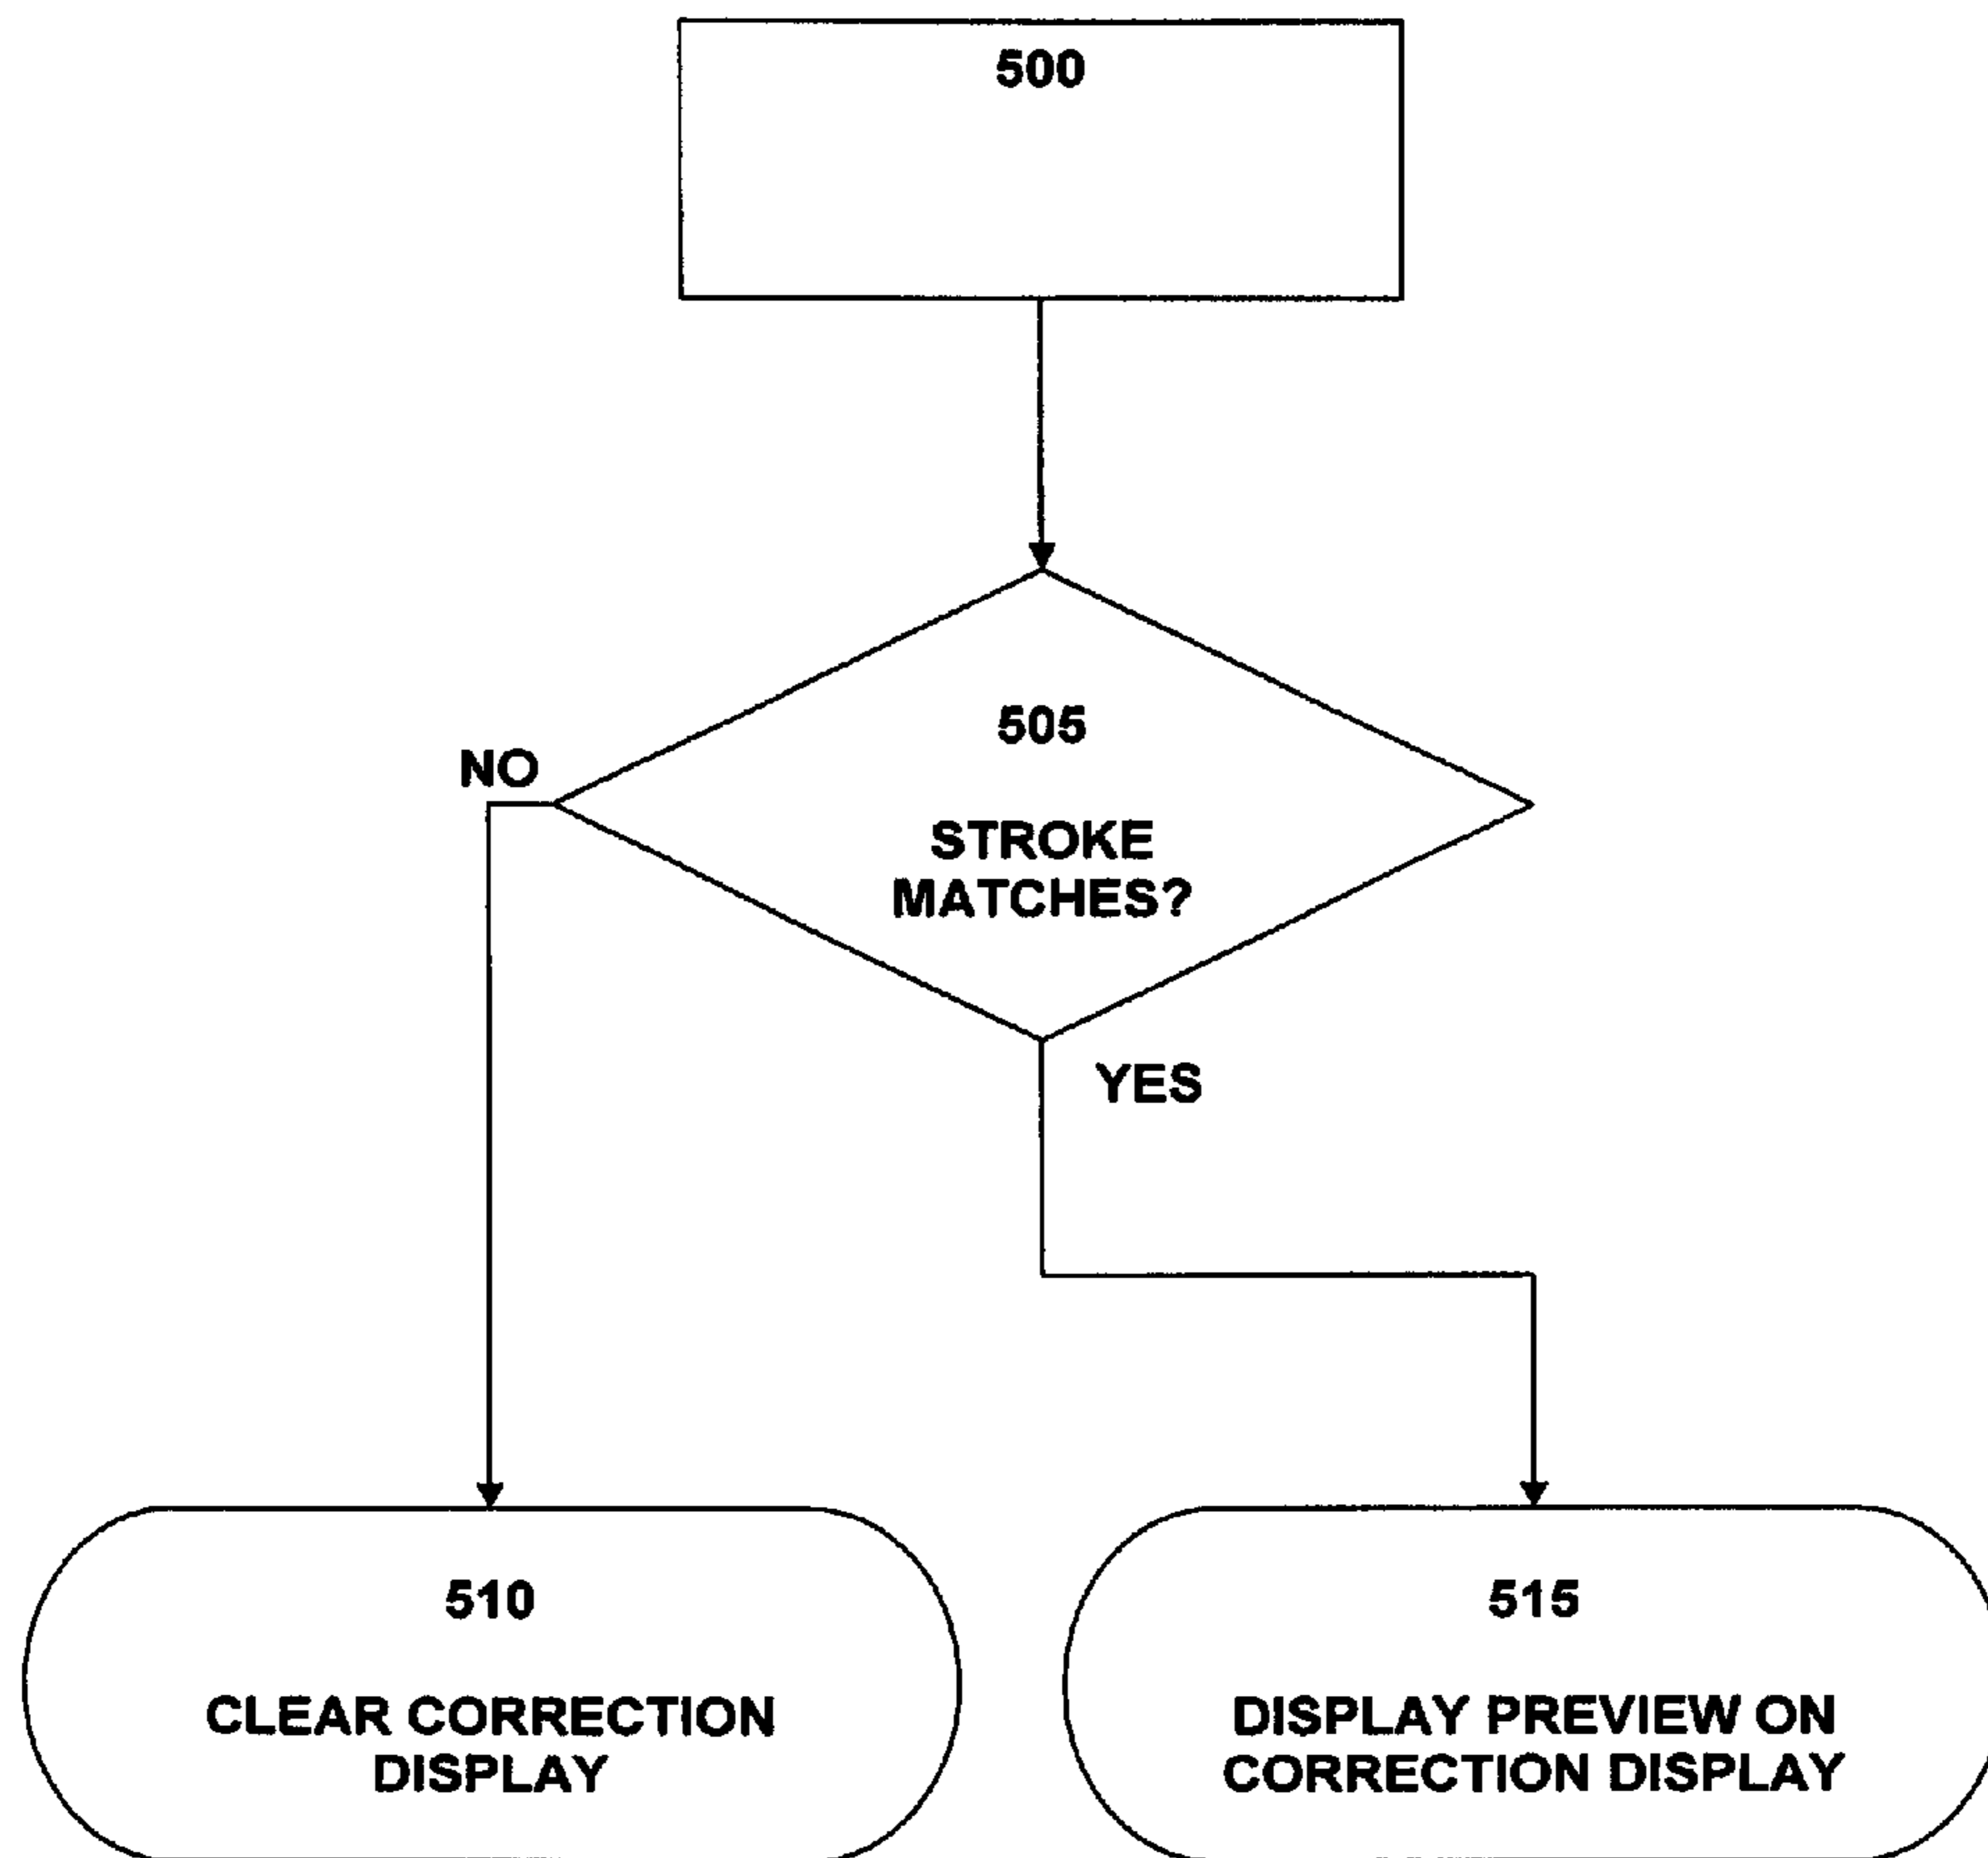 500
505
NO
STROKE
MATCHES?
YES
510
CLEAR CORRECTION
DISPLAY
515
DISPLAY PREVIEW ON
CORRECTION DISPLAY